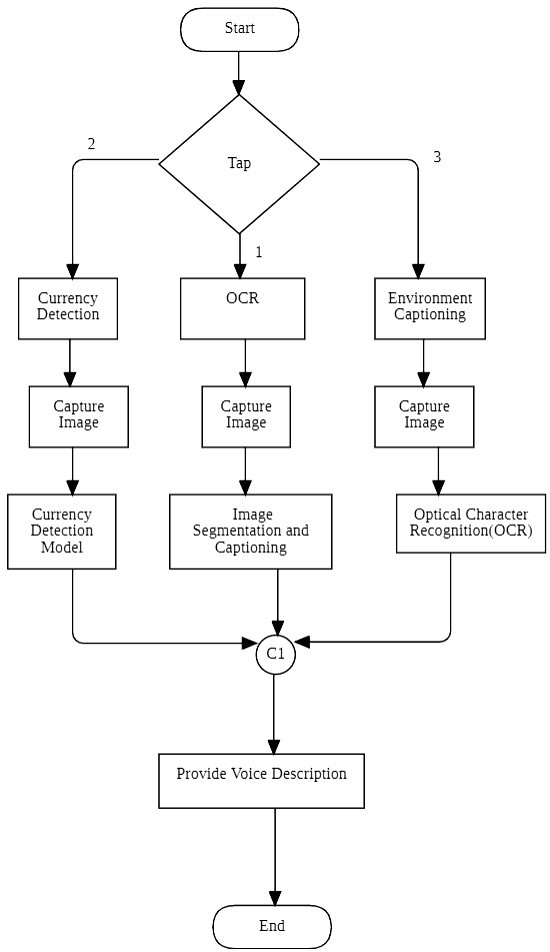 Start
Tap
2
3
1
Currency
Detection
OCR
Environment
Captioning
Capture
Image
Capture
Image
Capture
Image
Currency
Detection
Model
Image
Segmentation and
Captioning
Optical Character
Recognition(OCR)
C1
Provide Voice Description
End